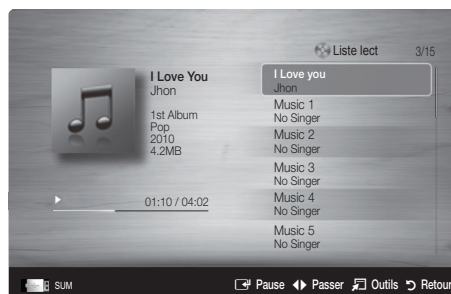 Liste lect 3/15
I Love You
Jhon
1st Album
Pop
2010
4.2MB
01:10 / 04:02
I Love you
Jhon
Music 1
No Singer
Music 2
No Singer
Music 3
No Singer
Music 4
No Singer
Music 5
No Singer
SUM Pause Passer Outils Retour